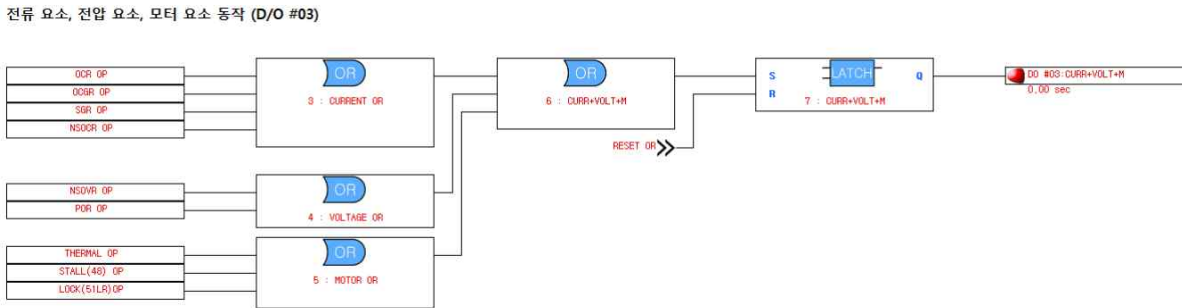 전류 요소, 전압 요소, 모터 요소 동작 (D/O #03)
OCR OP
OCGR OP
SGR OP
NSOCR OP
OR
3 : CURRENT OR
OR
6 : CURR+VOLT+M
S
R
LATCH
Q
7 : CURR+VOLT+M
DO #03:CURR+VOLT+M
0,00 sec
RESET OR
NSOVR OP
POR OP
OR
4 : VOLTAGE OR
THERMAL OP
STALL(48) OP
LOCK(51LR)OP
OR
5 : MOTOR OR